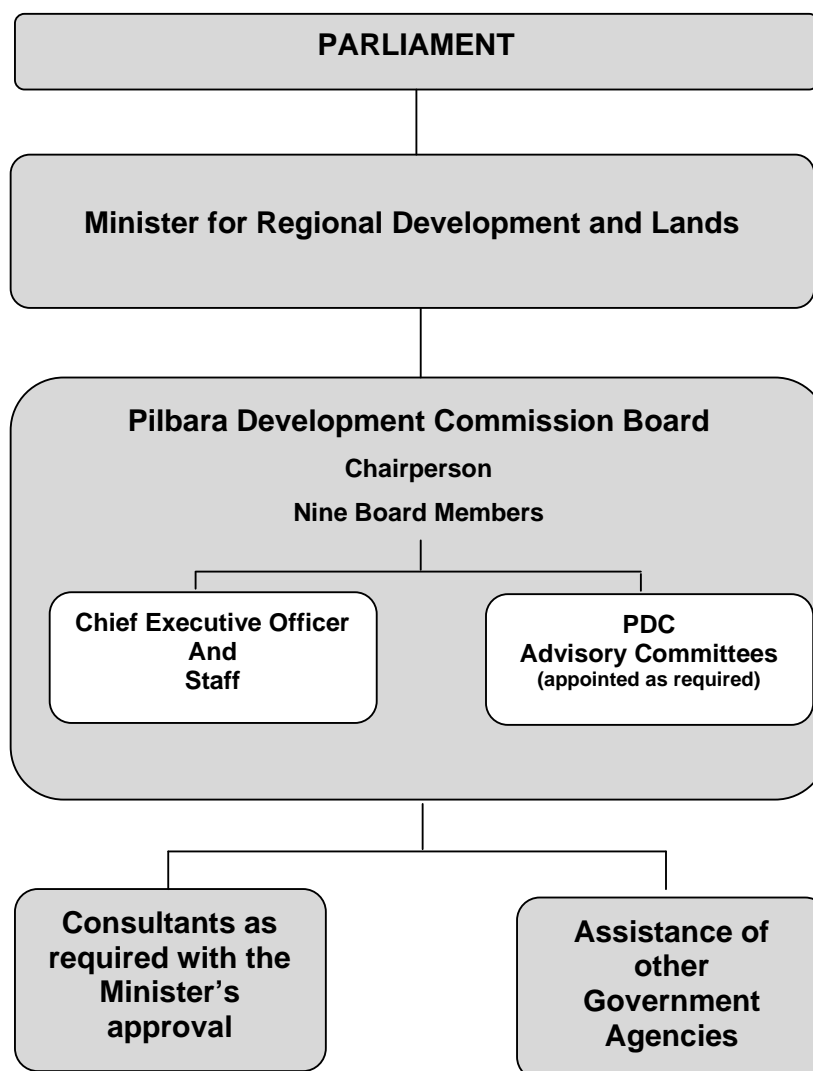 PARLIAMENT
Minister for Regional Development and Lands
Pilbara Development Commission Board
Chairperson
Nine Board Members
Chief Executive Officer
And
Staff
PDC
Advisory Committees
(appointed as required)
Consultants as
required with the
Minister’s
approval
Assistance of
other
Government
Agencies